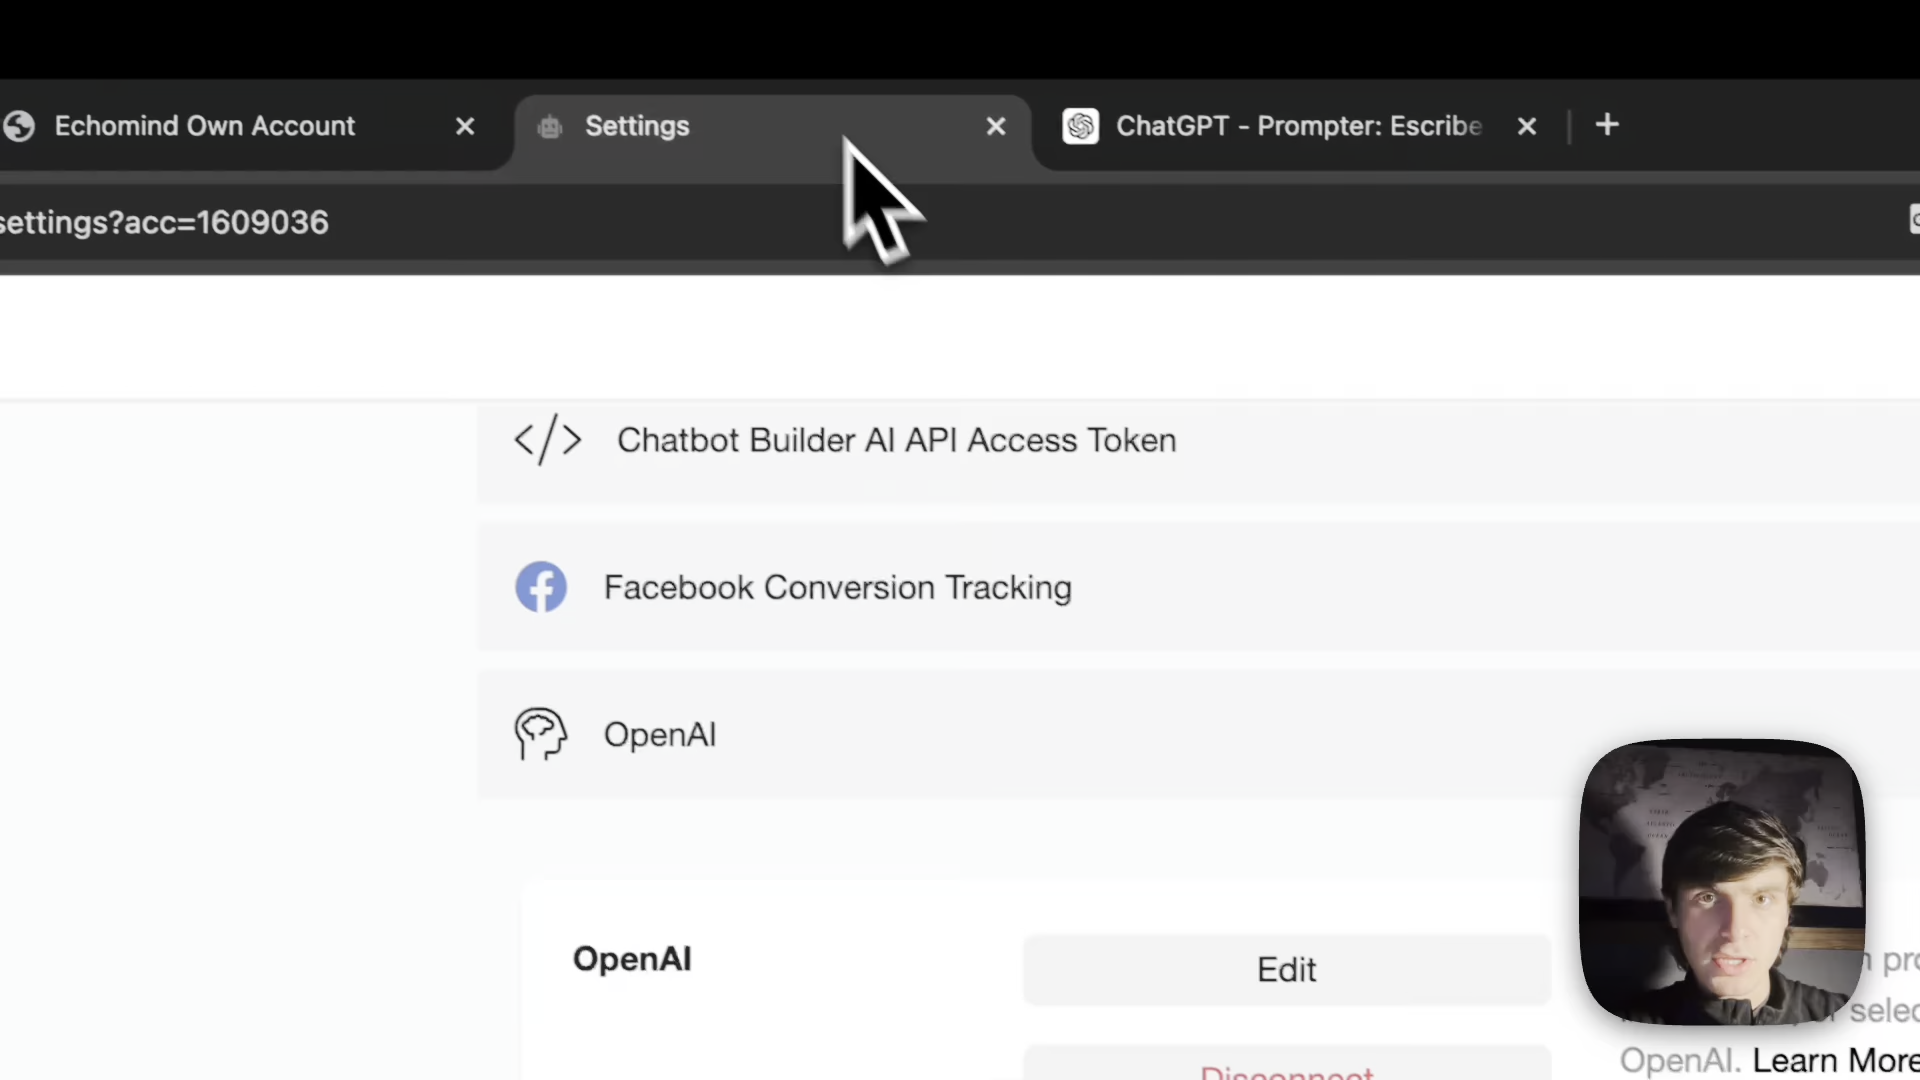 Echomind Own Account
Settings
ChatGPT - Prompter: Escribe
settings?acc=1609036
</> Chatbot Builder AI API Access Token
Facebook Conversion Tracking
OpenAI
OpenAI
Edit
Disconnect
OpenAI. Learn More